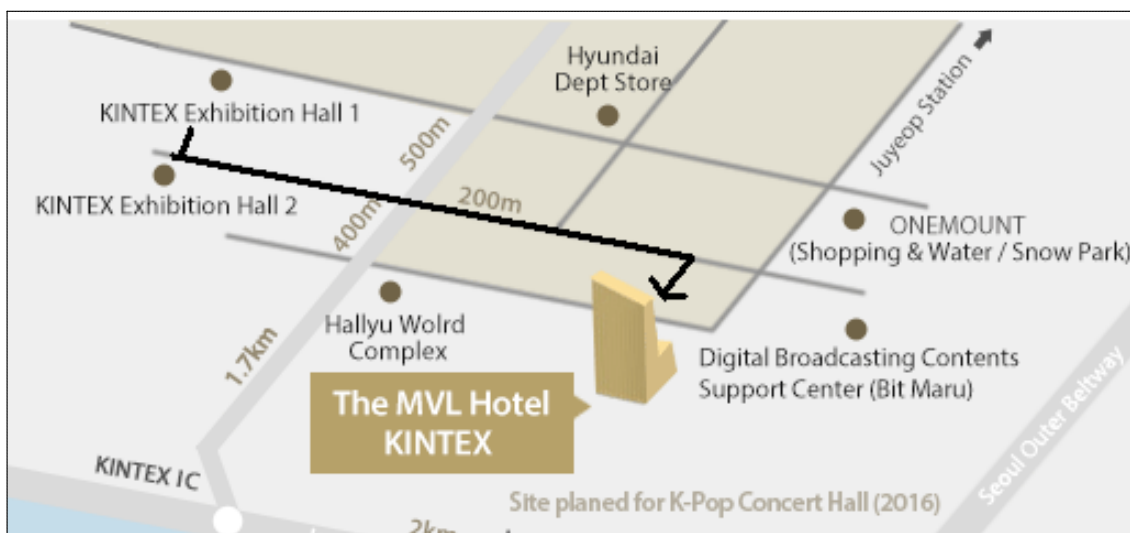 Hyundai
Dept Store
KINTEX Exhibition Hall 1
Juyeop Station
500m
KINTEX Exhibition Hall 2
200m
400m
ONEMOUNT
(Shopping & Water / Snow Park)
Hallyu Wolrd
Complex
1.7km
Digital Broadcasting Contents
Support Center (Bit Maru)
The MVL Hotel
KINTEX
Seoul Outer Beltway
KINTEX IC
Site planed for K-Pop Concert Hall (2016)
2km